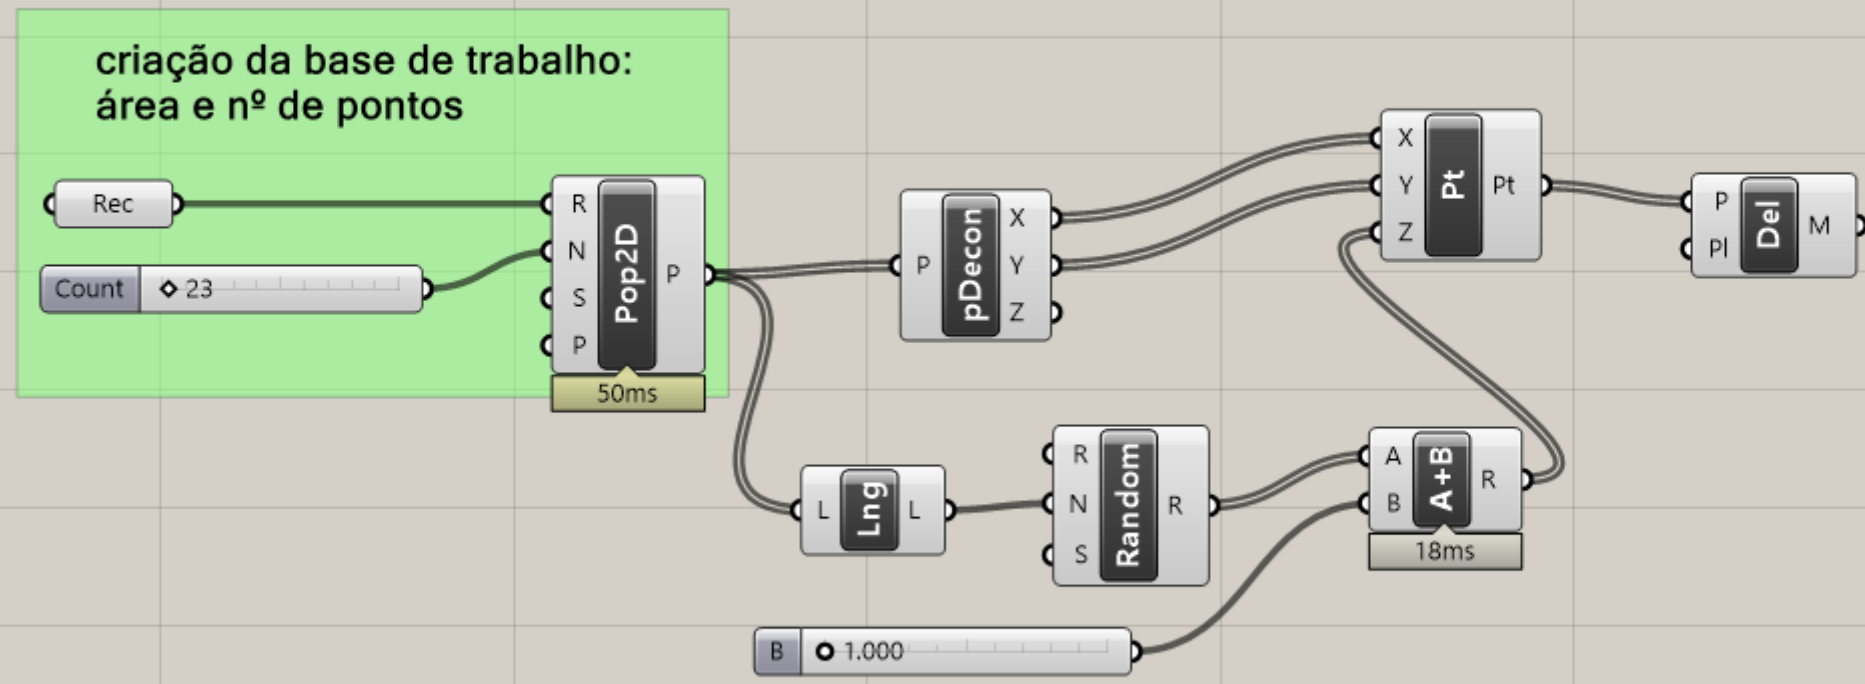 criação da base de trabalho:
área e nº de pontos
Rec
Count 23
R
N
S
P
Pop2D
P
50ms
P
pDecon
X
Y
Z
X
Y
Z
Pt
Pt
P
Pl
Del
M
L
Lng
L
R
N
S
Random
R
A
B
A+B
R
18ms
B 1.000